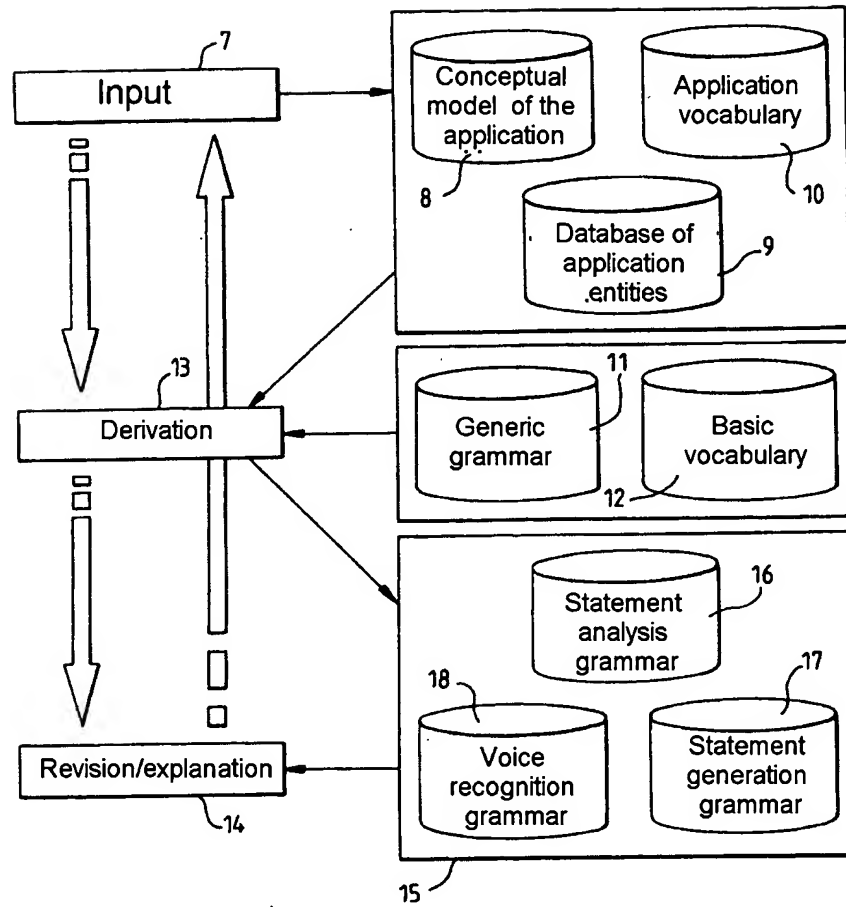 7
Input
Conceptual
model of the
application
8
Application
vocabulary
10
Database of
application
entities
9
13
Derivation
Generic
grammar
11
Basic
vocabulary
12
Statement
analysis
grammar
16
18
Voice
recognition
grammar
17
Statement
generation
grammar
Revision/explanation
14
15